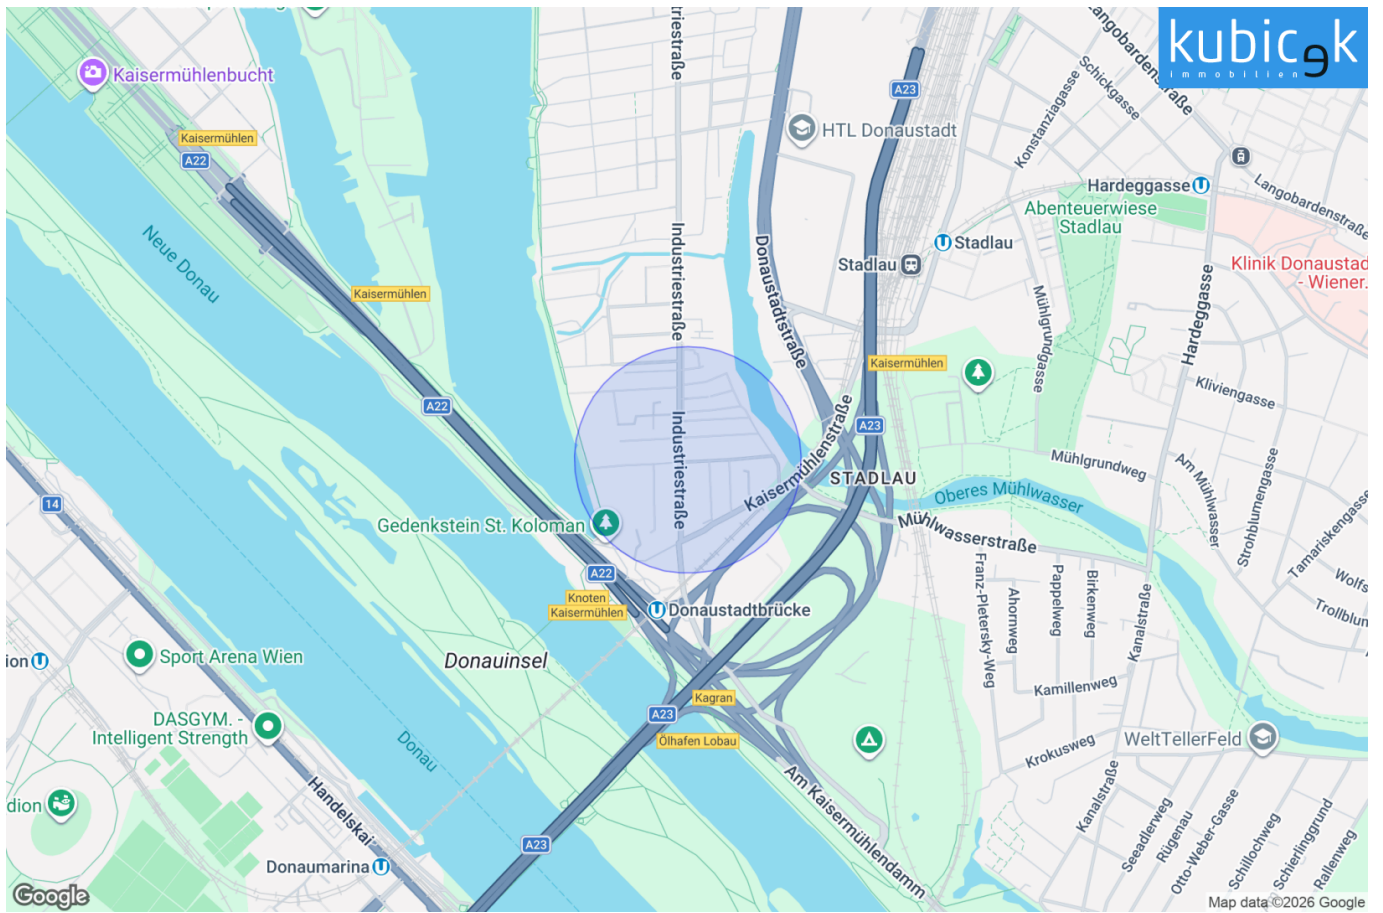 kubicek
immobilien
Kaisermühlenbucht
Kaisermühlen
A22
Neue Donau
Kaisermühlen
A22
Industriestraße
Industriestraße
Donaustadtstraße
HTL Donaustadt
A23
Langobardenstraße
Schickgasse
Konstanziagasse
Hardeggasse
Langobardenstraße
Abenteuerwiese
Stadlau
Stadlau
Stadlau
Klinik Donaustad
- Wiener.
Mühlgrundgasse
Hardeggasse
Kaisermühlen
Kliviengasse
A23
Industriestraße
Kaisermühlenstraße
STADLAU
Mühlgrundweg
Am Mühlwasser
Strohblumengasse
Tamariskengasse
Oberes Mühlwasser
Mühlwasserstraße
14
Gedenkstein St. Koloman
A22
Knoten
Kaisermühlen
Donaustadtbrücke
Franz-Pletersky-Weg
Ahornweg
Pappelweg
Birkenweg
Kanalstraße
Wolfs
Trollblum
ion
Sport Arena Wien
Donauinsel
Kamillenweg
Kagran
A23
Ölhafen Lobau
DASGYM. -
Intelligent Strength
Donau
Krokusweg
WeltTellerFeld
Am Kaisermühlendamm
Kanalstraße
dion
Handelskai
Seeadlerweg
Rügenau
Otto-Weber-Gasse
Schillochweg
Schierlinggrund
Rallenweg
A23
Donaumarina
Google
Map data ©2026 Google